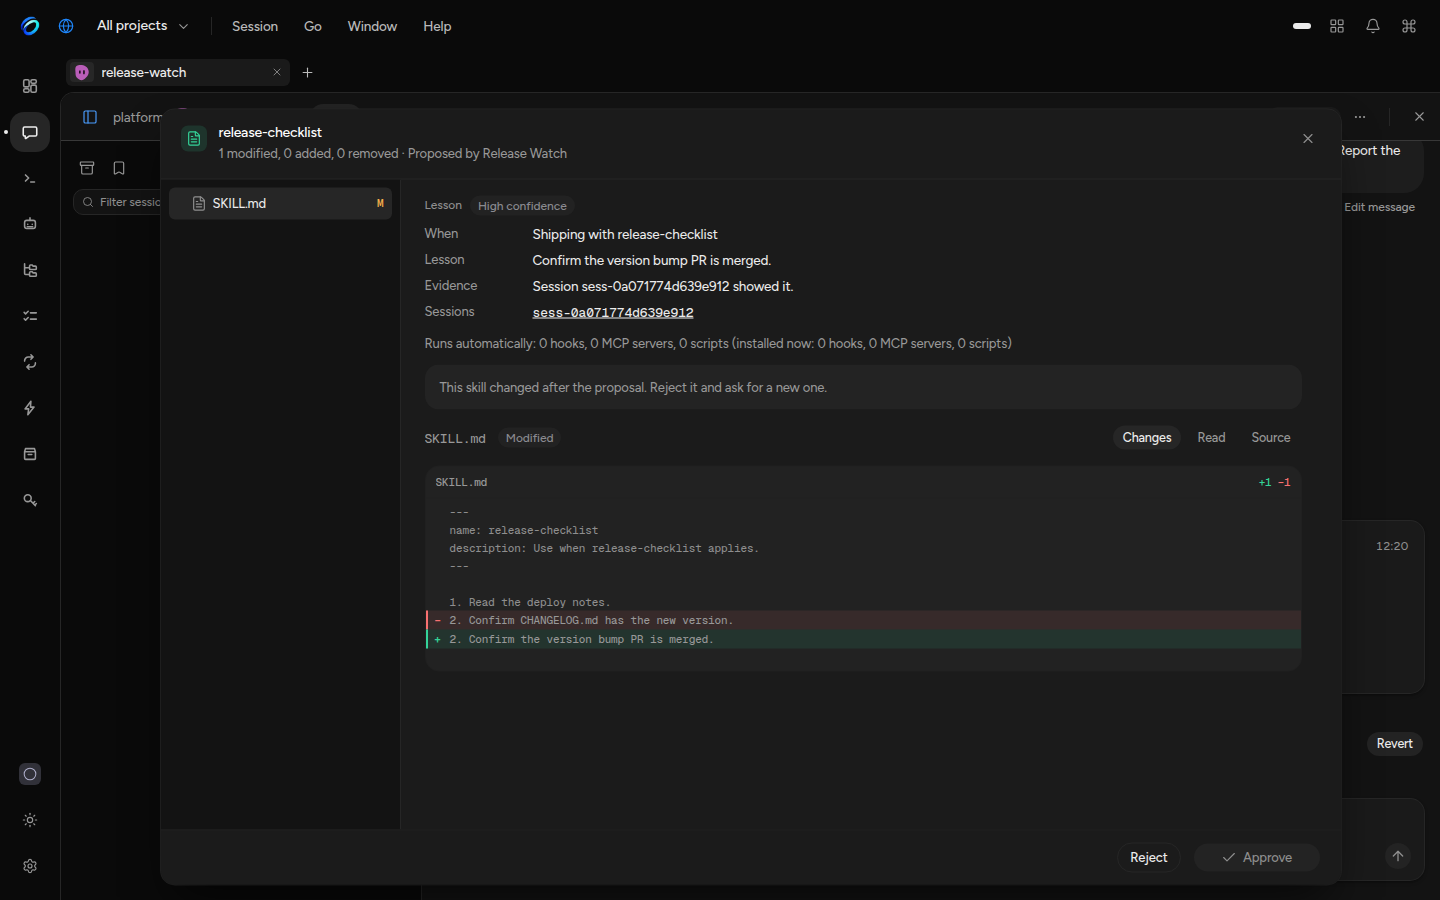 All projects
Session
Go
Window
Help
release-watch
platform
release-checklist
1 modified, 0 added, 0 removed · Proposed by Release Watch
Report the
Edit message
Filter sessic
SKILL.md
M
Lesson
High confidence
When
Shipping with release-checklist
Lesson
Confirm the version bump PR is merged.
Evidence
Session sess-0a071774d639e912 showed it.
Sessions
sess-0a071774d639e912
Runs automatically: 0 hooks, 0 MCP servers, 0 scripts (installed now: 0 hooks, 0 MCP servers, 0 scripts)
This skill changed after the proposal. Reject it and ask for a new one.
SKILL.md
Modified
Changes
Read
Source
SKILL.md
+1 −1
---
name: release-checklist
description: Use when release-checklist applies.
---
1. Read the deploy notes.
- 2. Confirm CHANGELOG.md has the new version.
+ 2. Confirm the version bump PR is merged.
12:20
Revert
Reject
Approve